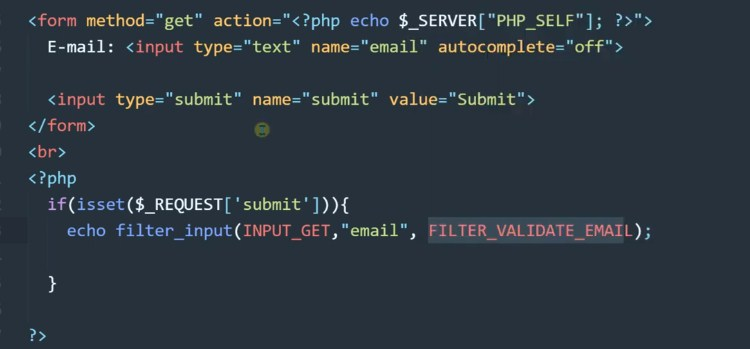 <form method="get" action="<?php echo $_SERVER["PHP_SELF"]; ?>">
E-mail: <input type="text" name="email" autocomplete="off">
<input type="submit" name="submit" value="Submit">
</form>
<br>
<?php
if(isset($_REQUEST['submit'])){
echo filter_input(INPUT_GET,"email", FILTER_VALIDATE_EMAIL);
}
?>